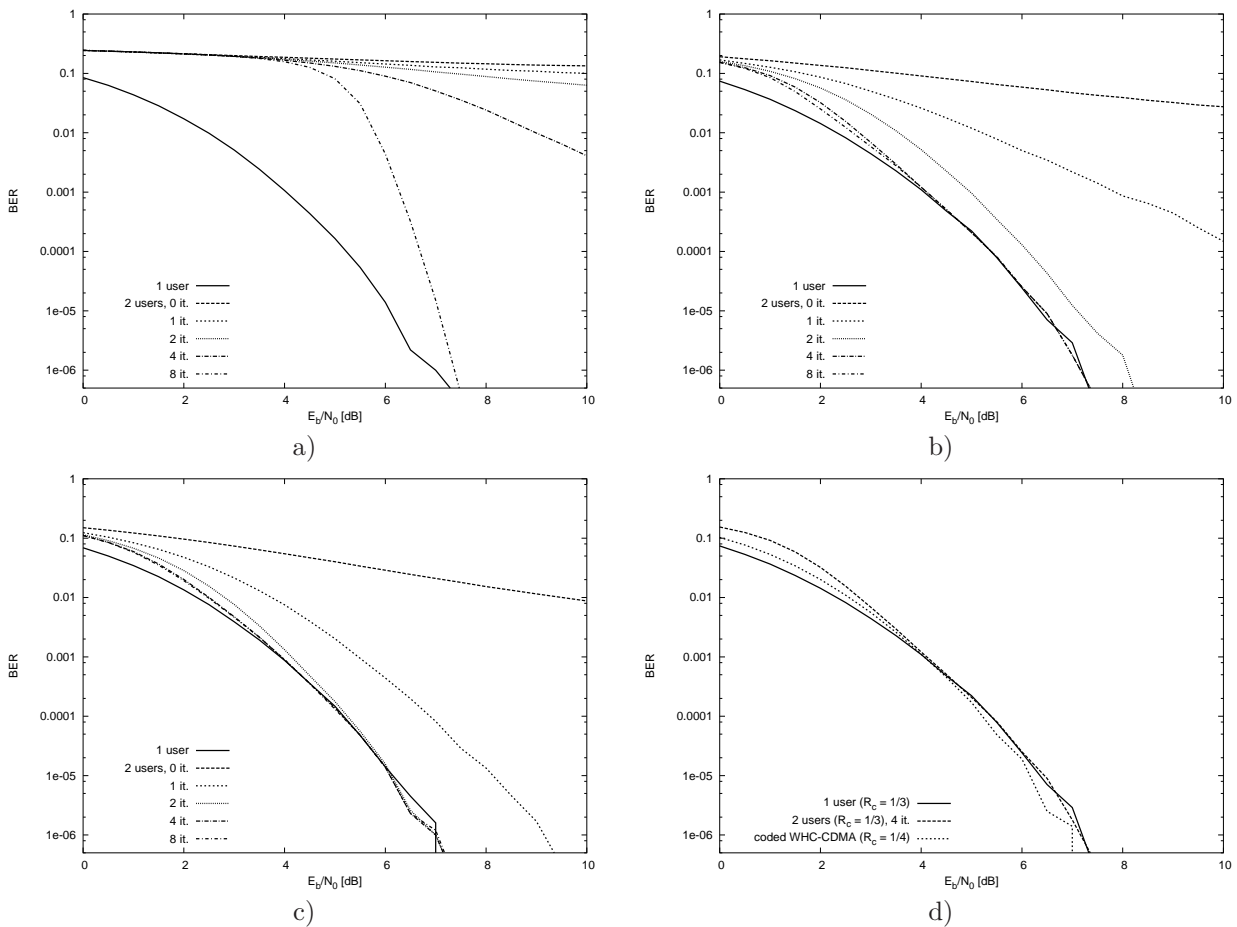 1
0.1
0.01
0.001
0.0001
1e-05
1e-06
BER
1 user
2 users, 0 it.
1 it.
2 it.
4 it.
8 it.
0 2 4 6 8 10
E_b/N_0 [dB]
a)
1
0.1
0.01
0.001
0.0001
1e-05
1e-06
BER
1 user
2 users, 0 it.
1 it.
2 it.
4 it.
8 it.
0 2 4 6 8 10
E_b/N_0 [dB]
b)
1
0.1
0.01
0.001
0.0001
1e-05
1e-06
BER
1 user
2 users, 0 it.
1 it.
2 it.
4 it.
8 it.
0 2 4 6 8 10
E_b/N_0 [dB]
c)
1
0.1
0.01
0.001
0.0001
1e-05
1e-06
BER
1 user (R_c = 1/3)
2 users (R_c = 1/3), 4 it.
coded WHC-CDMA (R_c = 1/4)
0 2 4 6 8 10
E_b/N_0 [dB]
d)